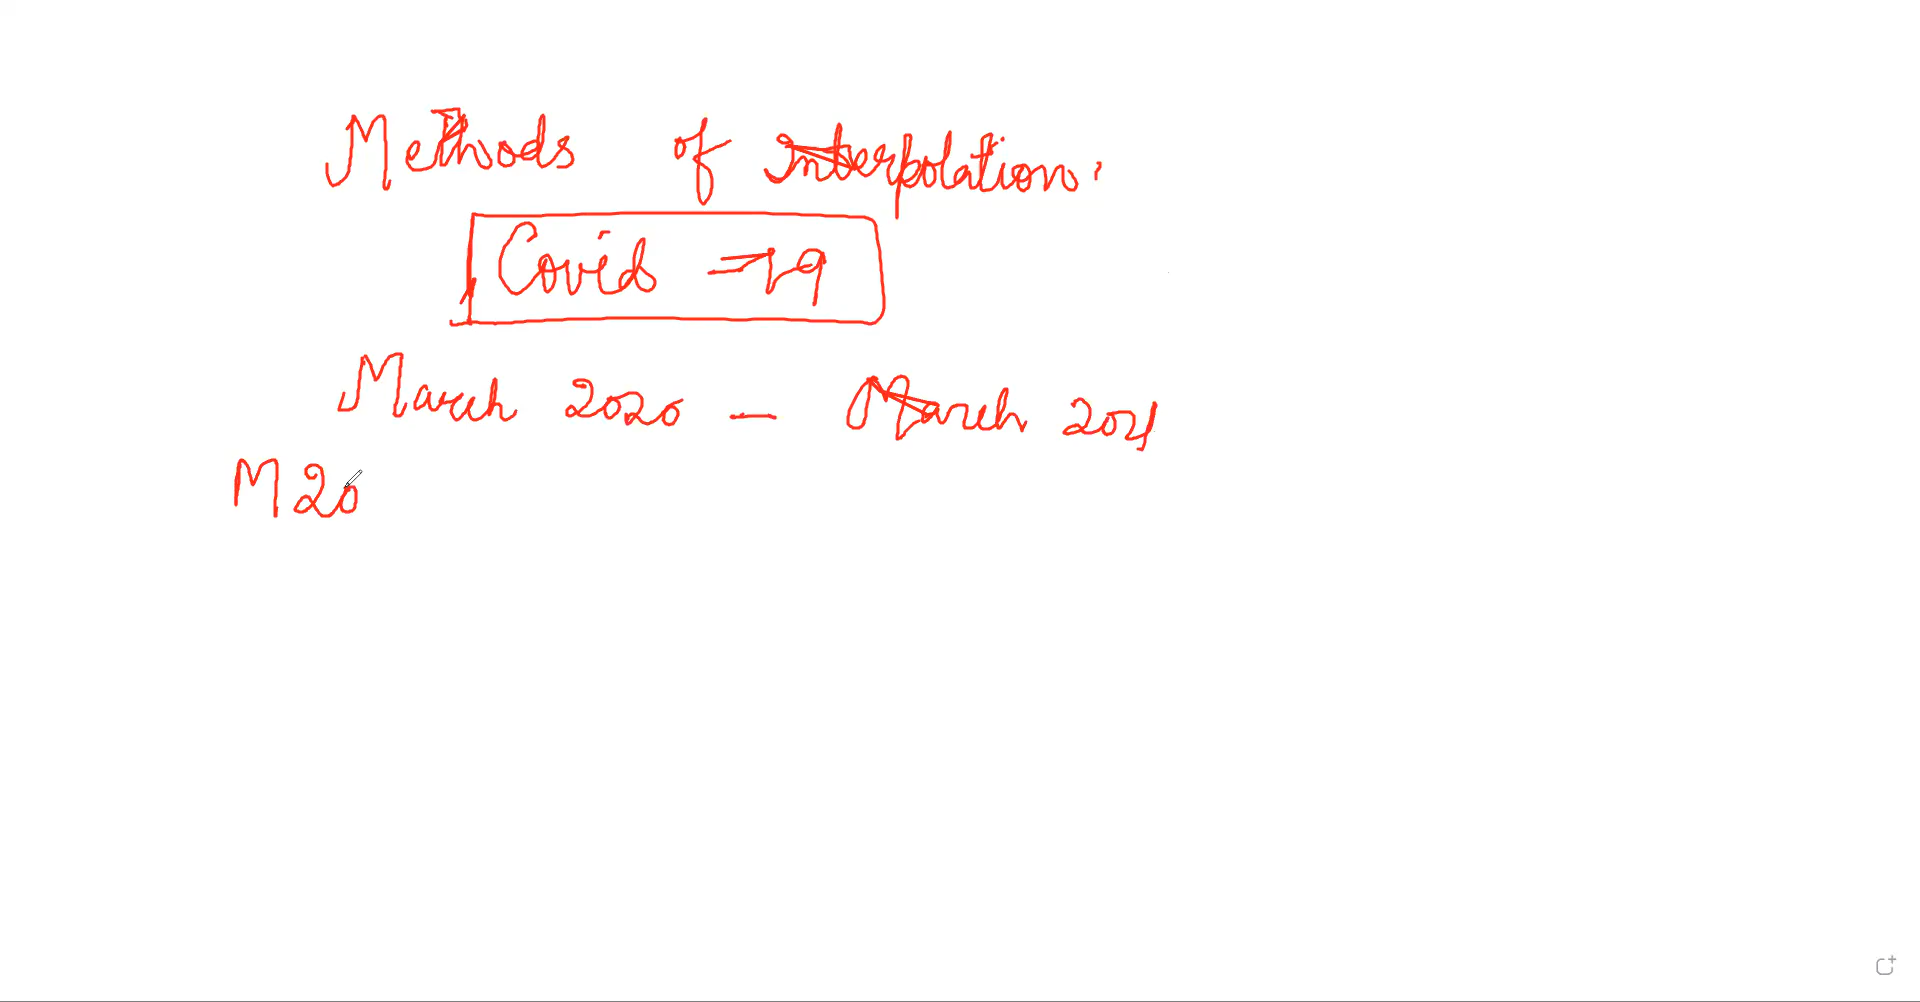 Methods of Interpolation.
Covid-19
March 2020 - March 2021
M20